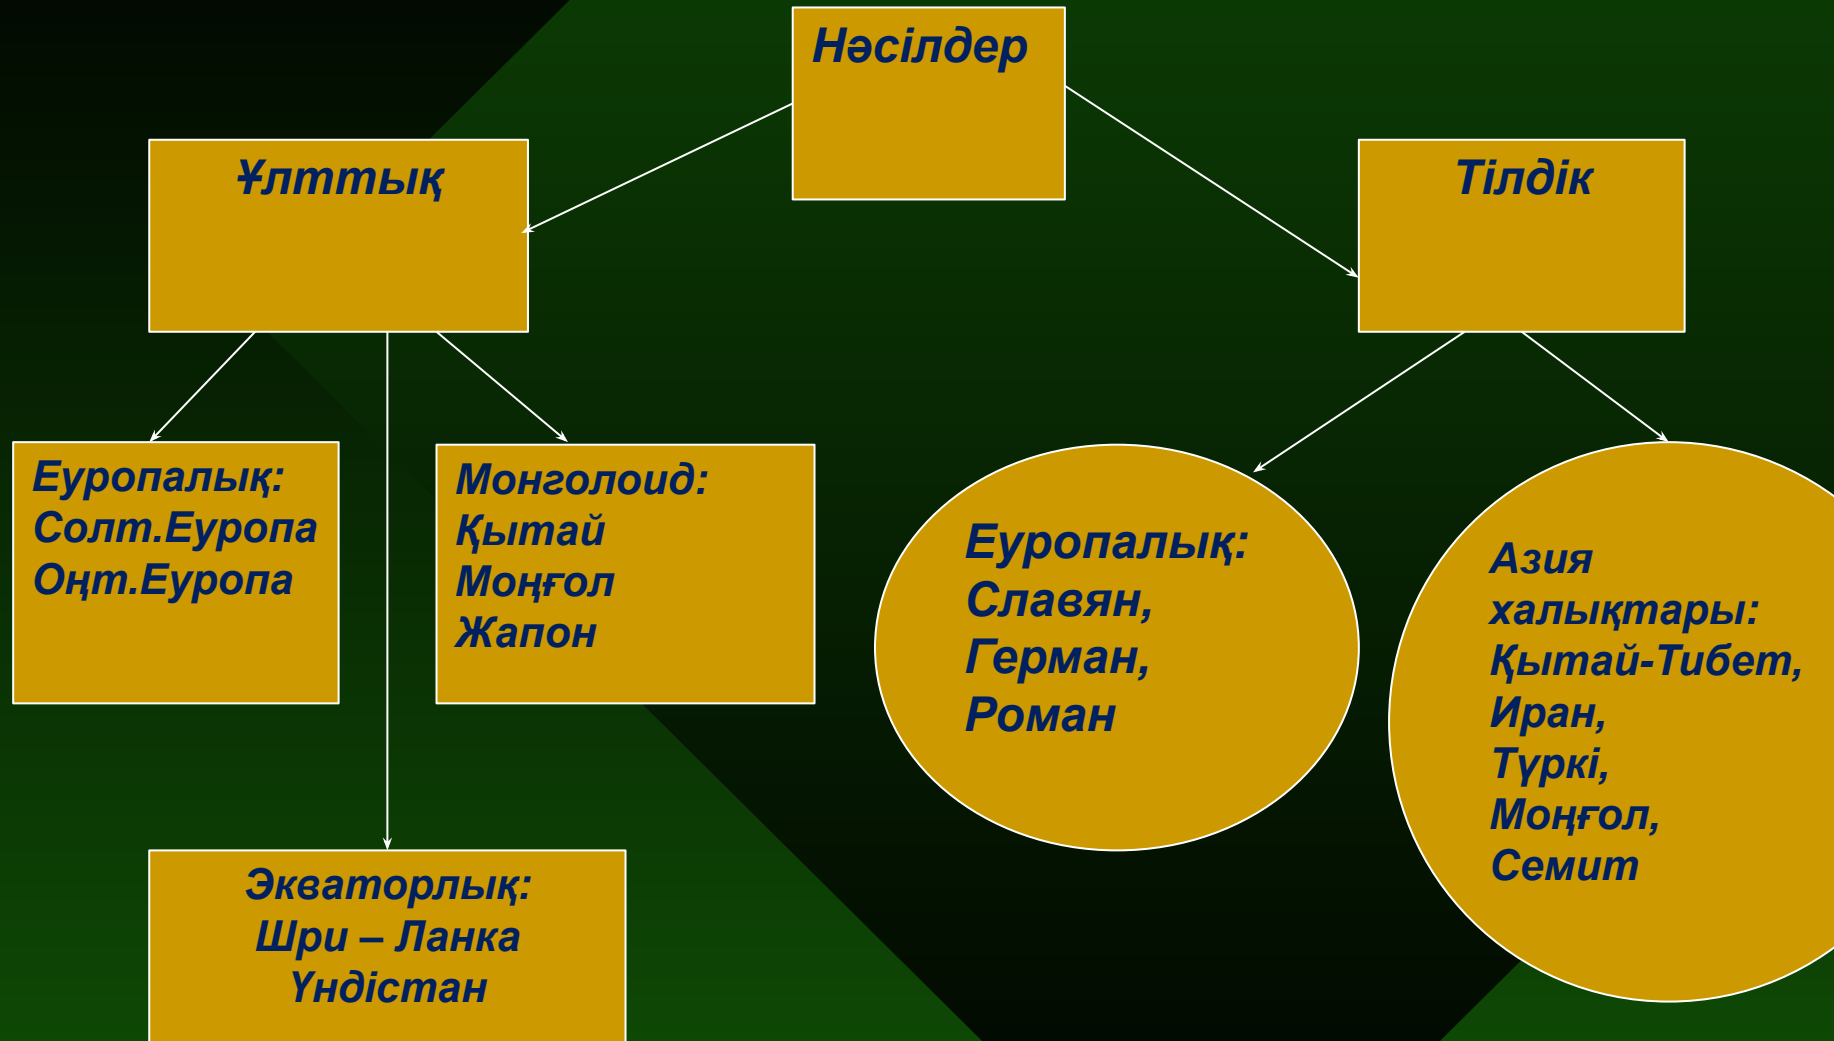 Нәсілдер
Ұлттық
Тілдік
Еуропалық:
Солт.Еуропа
Оңт.Еуропа
Монголоид:
Қытай
Моңғол
Жапон
Еуропалық:
Славян,
Герман,
Роман
Азия
халықтары:
Қытай-Тибет,
Иран,
Түркі,
Моңғол,
Семит
Экваторлық:
Шри – Ланка
Үндістан